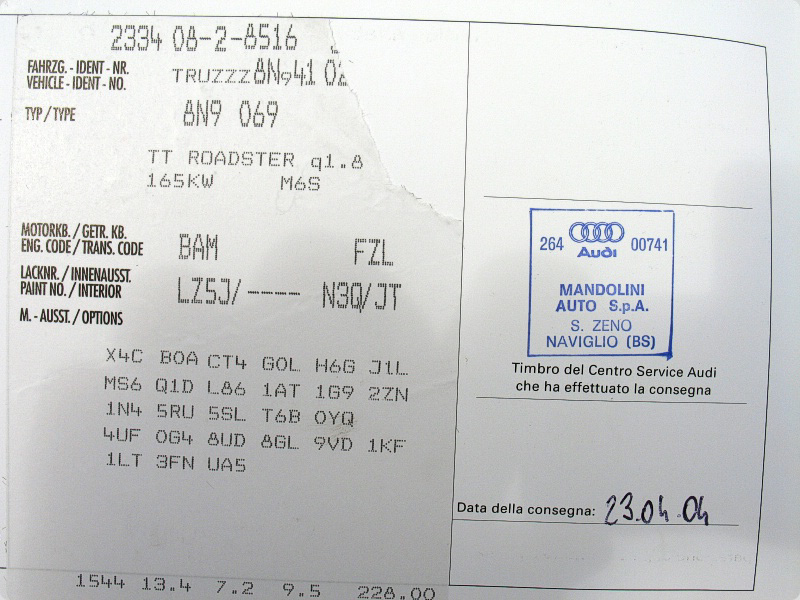 2334 08-2-8516
FAHRZG. - IDENT - NR.
VEHICLE - IDENT - NO.
TRUZZZ8N941 02
TYP / TYPE
8N9 069
TT ROADSTER q1.8
165KW M6S
MOTORKB. / GETR. KB.
ENG. CODE / TRANS. CODE
BAM FZL
LACKNR. / INNENAUSST.
PAINT NO. / INTERIOR
LZ5J/---- N3Q/JT
M. - AUSST. / OPTIONS
X4C B0A CT4 G0L H6G J1L
MS6 Q1D L86 1AT 1G9 2ZN
1N4 5RU 5SL T6B 0YQ
4UF 0G4 8UD 8GL 9VD 1KF
1LT 3FN UA5
1544 13.4 7.2 9.5 228.00
264 00741
Audi
MANDOLINI
AUTO S.p.A.
S. ZENO
NAVIGLIO (BS)
Timbro del Centro Service Audi
che ha effettuato la consegna
Data della consegna: 23.04.04